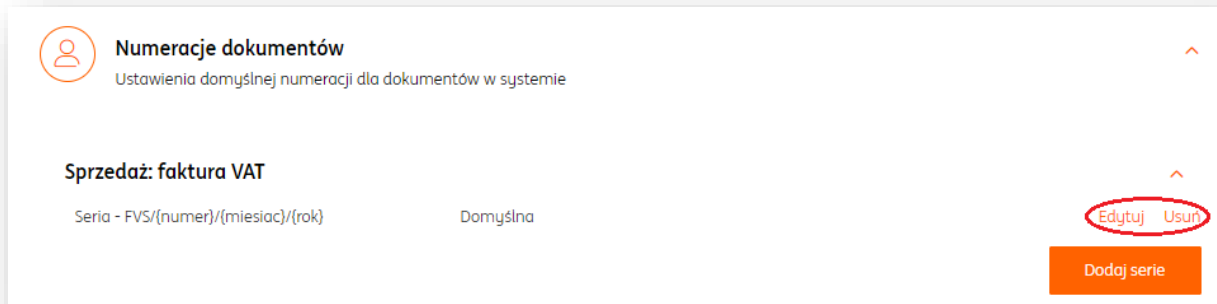 Numeracje dokumentów
Ustawienia domyślnej numeracji dla dokumentów w systemie
Sprzedaż: faktura VAT
Seria - FVS/{numer}/{miesiac}/{rok} Domyślna Edytuj Usuń
Dodaj serie